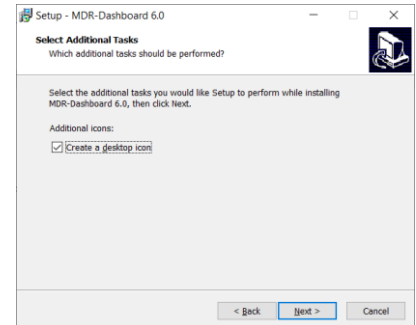 Setup - MDR-Dashboard 6.0
Select Additional Tasks
Which additional tasks should be performed?
Select the additional tasks you would like Setup to perform while installing
MDR-Dashboard 6.0, then click Next.
Additional icons:
Create a desktop icon
< Back
Next >
Cancel